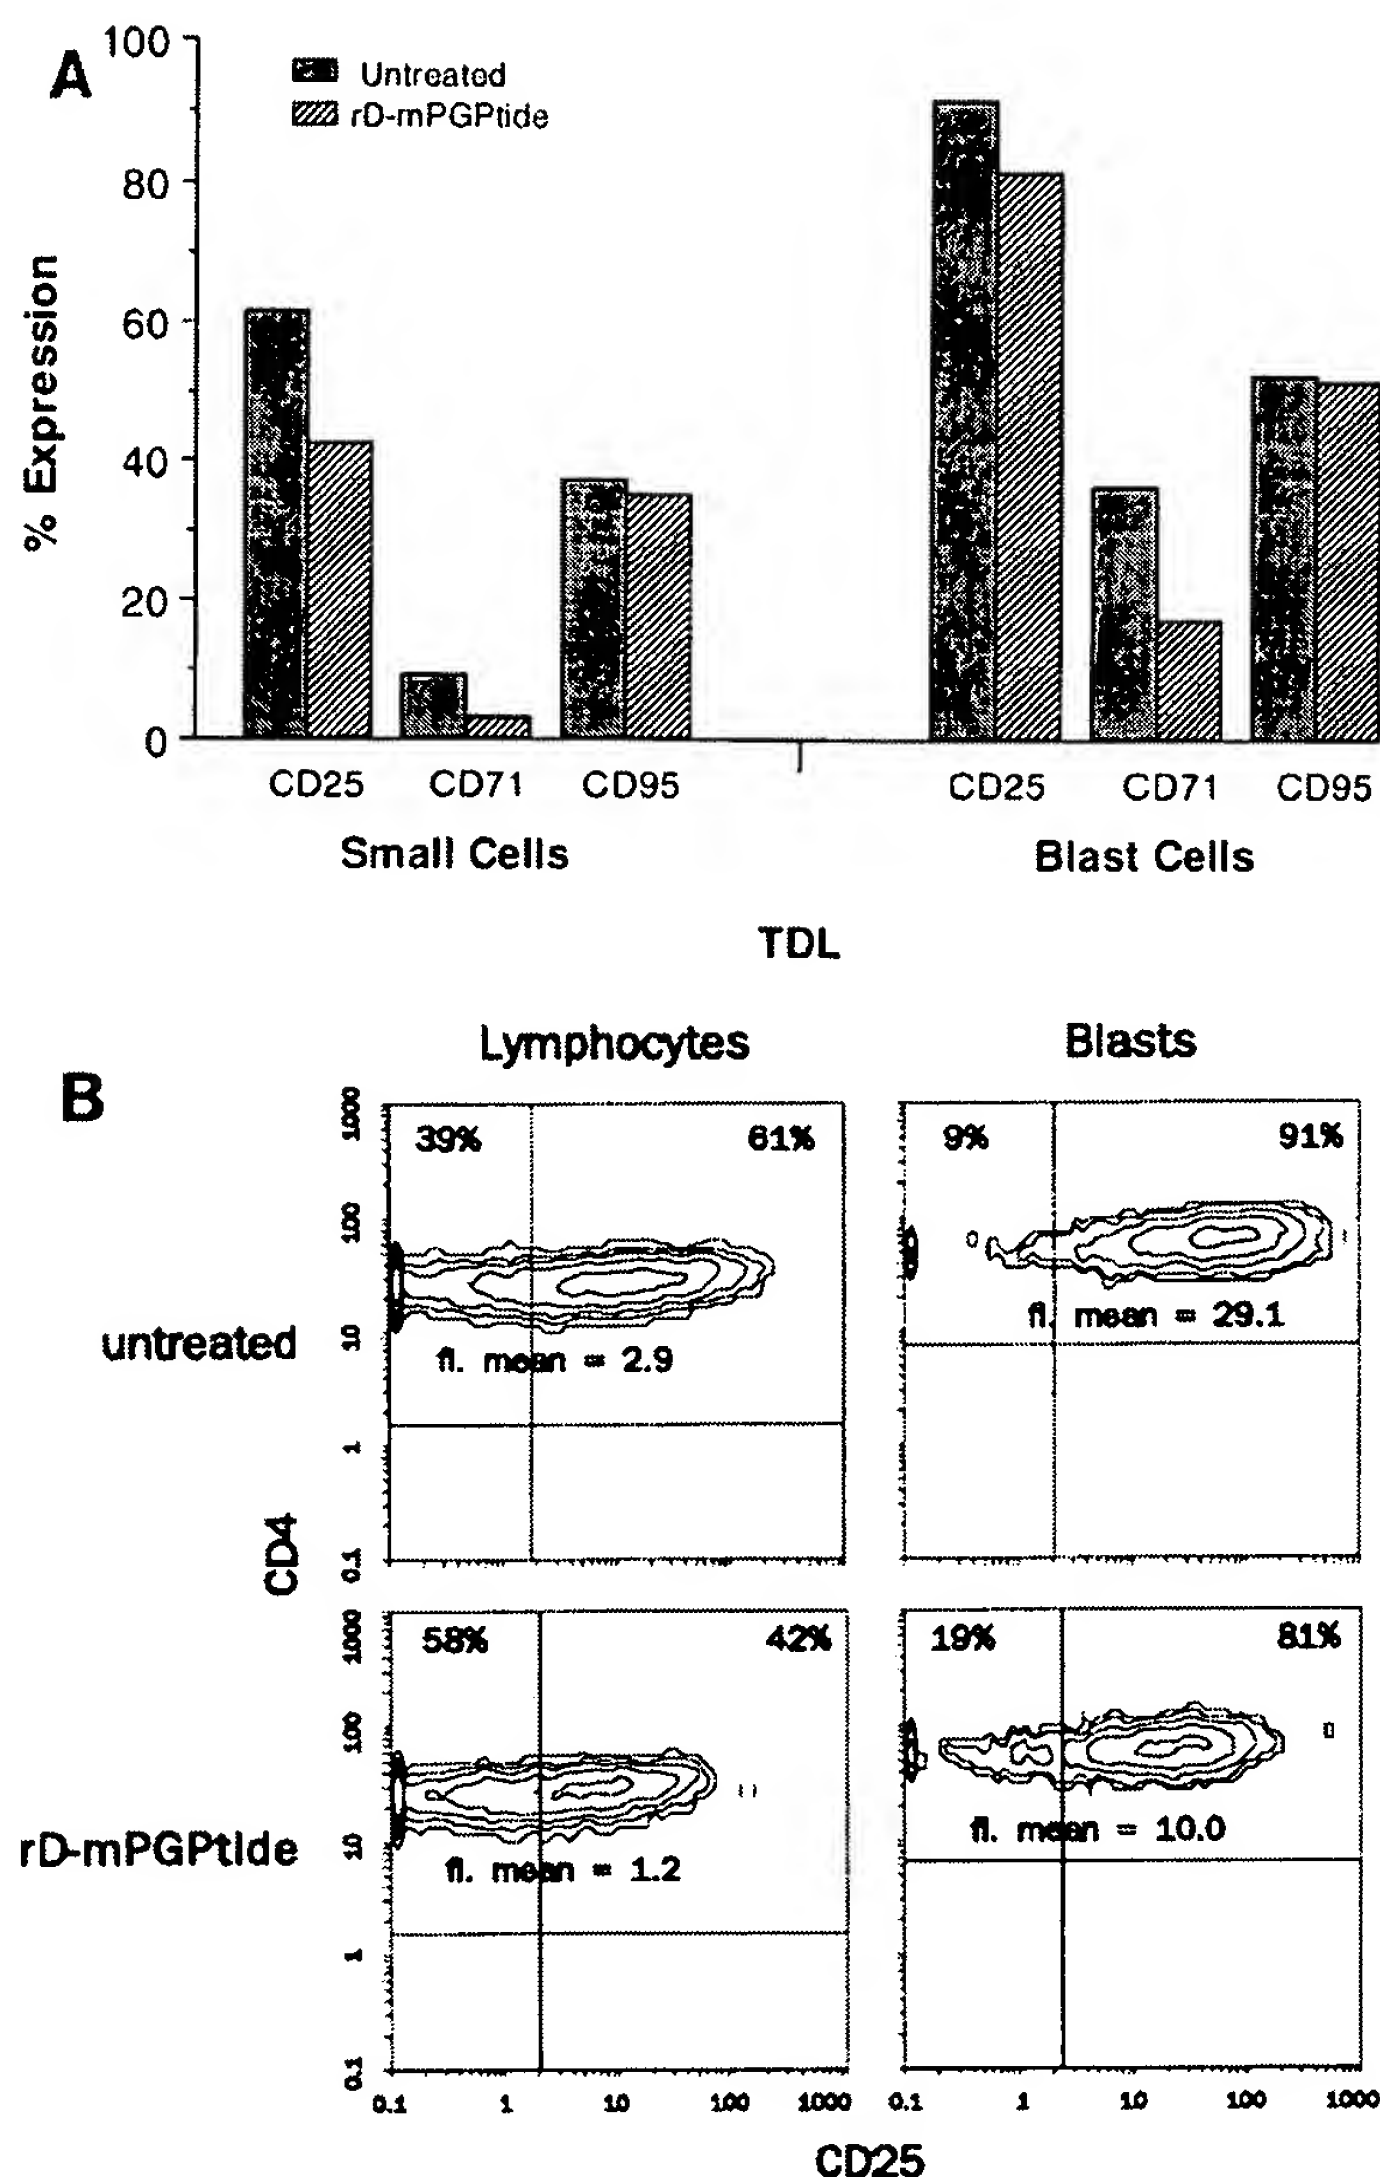 A
100
80
60
40
20
0
% Expression
Untreated
rD-mPGPtide
CD25 CD71 CD95 CD25 CD71 CD95
Small Cells Blast Cells
TDL
B
Lymphocytes Blasts
untreated
1000
100
10
1
0.1
39% 61%
fl. mean = 2.9
9% 91%
fl. mean = 29.1
CD4
rD-mPGPtide
1000
100
10
1
0.1
58% 42%
fl. mean = 1.2
19% 81%
fl. mean = 10.0
0.1 1 10 100 1000 0.1 1 10 100 1000
CD25